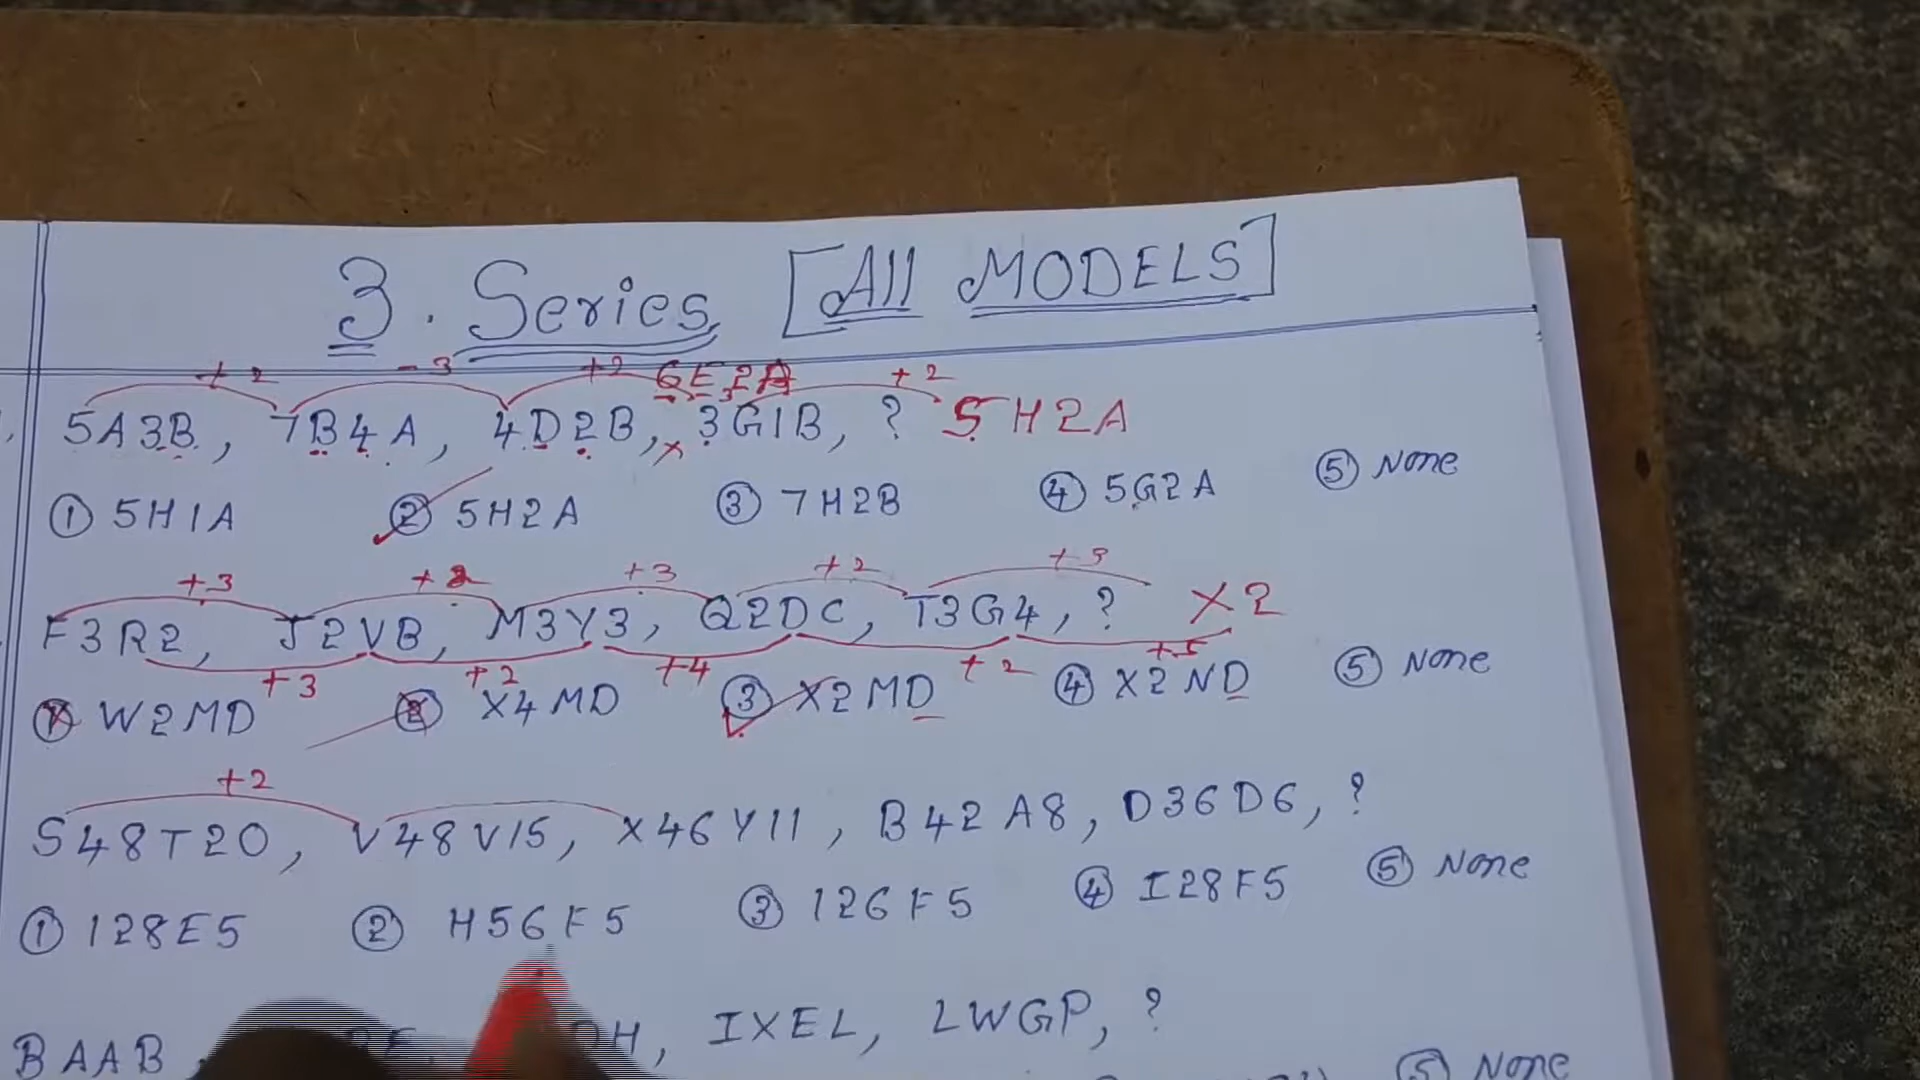 3. Series [All MODELS]
+2 -3 +2 6E2A -3 +2
5A3B, 7B4A, 4D2B, x 3G1B, ? 5H2A
① 5H1A ② 5H2A ③ 7H2B ④ 5G2A ⑤ None
+3 +2 +3 +2 +3
F3R2, J2VB, M3Y3, Q2DC, T3G4, ? X2
+3 +2 +4 +2 +5
① W2MD ② X4MD ③ X2MD ④ X2ND ⑤ None
+2
S48T20, V48V15, X46Y11, B42A8, D36D6, ?
① 128E5 ② H56F5 ③ 126F5 ④ I28F5 ⑤ None
BAAB, IXEL, LWGP, ?
⑤ None